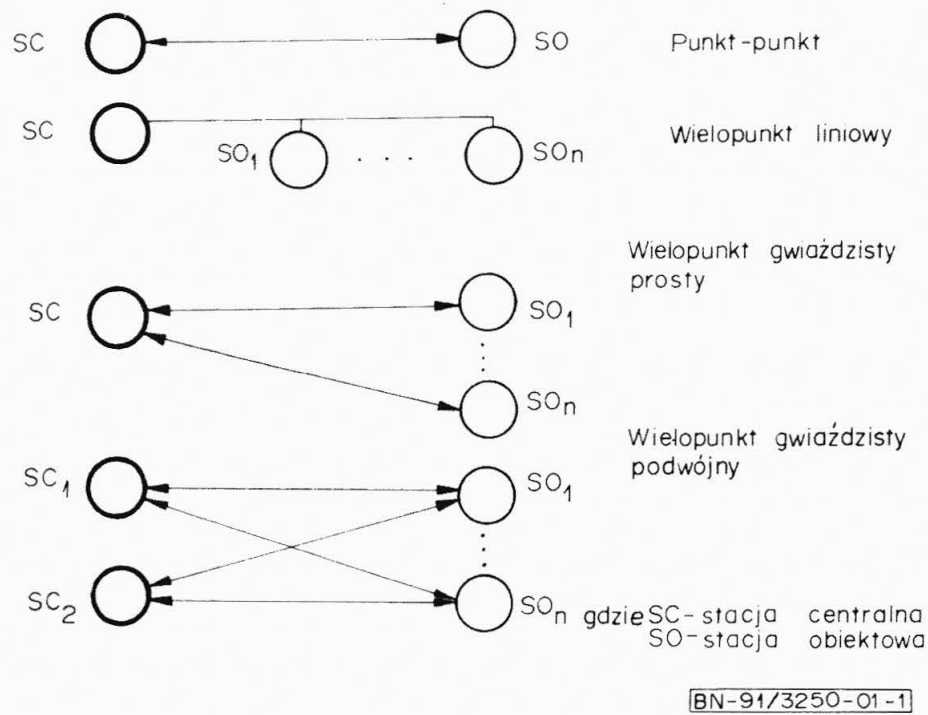 SC SO Punkt-punkt
SC SO1 . . . SOn Wielopunkt liniowy
Wielopunkt gwiaździsty
prosty
SC SO1
SOn
Wielopunkt gwiaździsty
podwójny
SC1 SO1
SC2 SOn gdzie SC-stacja centralna
SO-stacja obiektowa
BN-91/3250-01-1